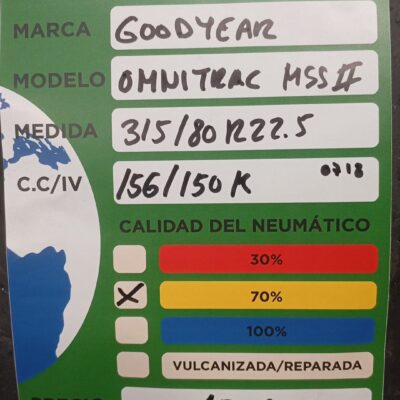 MARCA GOODYEAR
MODELO OMNITRAC MSS II
MEDIDA 315/80 R22.5
C.C/IV 156/150 K 0718
CALIDAD DEL NEUMÁTICO
30%
70%
100%
VULCANIZADA/REPARADA
PRECIO